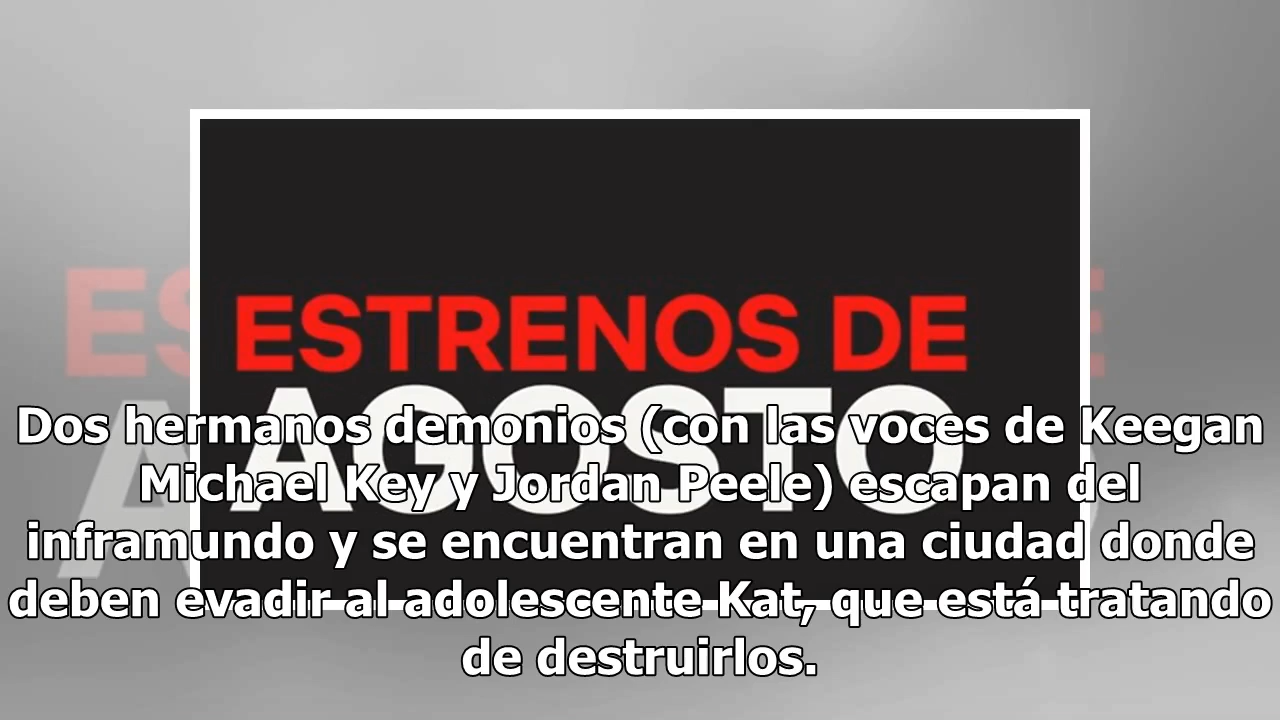 ESTRENOS DE
AGOSTO
Dos hermanos demonios (con las voces de Keegan
Michael Key y Jordan Peele) escapan del
inframundo y se encuentran en una ciudad donde
deben evadir al adolescente Kat, que está tratando
de destruirlos.